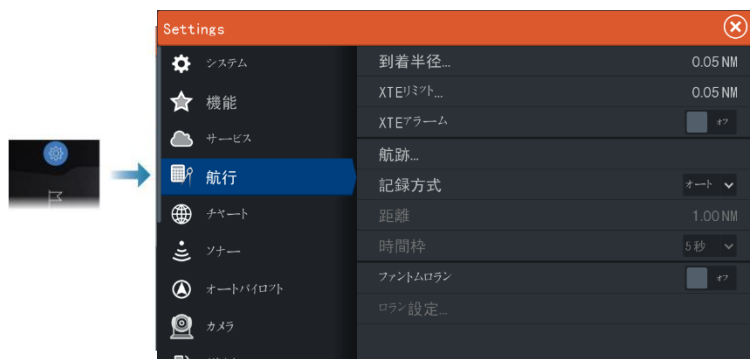 Settings
システム
機能
サービス
航行
チャート
ソナー
オートパイロット
カメラ
到着半径... 0.05 NM
XTEリミット... 0.05 NM
XTEアラーム オフ
航跡...
記録方式 オート
距離 1.00 NM
時間枠 5秒
ファントムロラン オフ
ロラン設定...